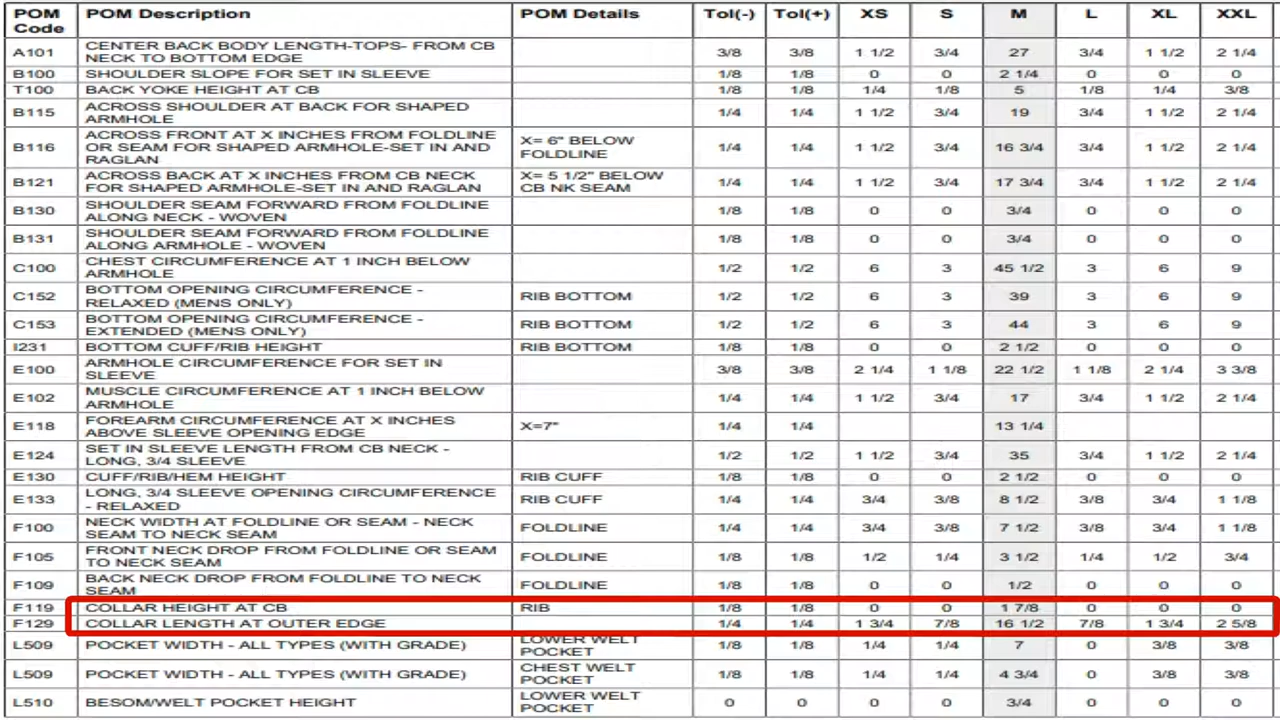 POM Code POM Description POM Details Tol(-) Tol(+) XS S M L XL XXL
A101 CENTER BACK BODY LENGTH-TOPS- FROM CB NECK TO BOTTOM EDGE 3/8 3/8 1 1/2 3/4 27 3/4 1 1/2 2 1/4
B100 SHOULDER SLOPE FOR SET IN SLEEVE 1/8 1/8 0 0 2 1/4 0 0 0
T100 BACK YOKE HEIGHT AT CB 1/8 1/8 1/4 1/8 5 1/8 1/4 3/8
B115 ACROSS SHOULDER AT BACK FOR SHAPED ARMHOLE 1/4 1/4 1 1/2 3/4 19 3/4 1 1/2 2 1/4
B116 ACROSS FRONT AT X INCHES FROM FOLDLINE OR SEAM FOR SHAPED ARMHOLE-SET IN AND RAGLAN X= 6" BELOW FOLDLINE 1/4 1/4 1 1/2 3/4 16 3/4 3/4 1 1/2 2 1/4
B121 ACROSS BACK AT X INCHES FROM CB NECK FOR SHAPED ARMHOLE-SET IN AND RAGLAN X= 5 1/2" BELOW CB NK SEAM 1/4 1/4 1 1/2 3/4 17 3/4 3/4 1 1/2 2 1/4
B130 SHOULDER SEAM FORWARD FROM FOLDLINE ALONG NECK - WOVEN 1/8 1/8 0 0 3/4 0 0 0
B131 SHOULDER SEAM FORWARD FROM FOLDLINE ALONG ARMHOLE - WOVEN 1/8 1/8 0 0 3/4 0 0 0
C100 CHEST CIRCUMFERENCE AT 1 INCH BELOW ARMHOLE 1/2 1/2 6 3 45 1/2 3 6 9
C152 BOTTOM OPENING CIRCUMFERENCE - RELAXED (MENS ONLY) RIB BOTTOM 1/2 1/2 6 3 39 3 6 9
C153 BOTTOM OPENING CIRCUMFERENCE - EXTENDED (MENS ONLY) RIB BOTTOM 1/2 1/2 6 3 44 3 6 9
I231 BOTTOM CUFF/RIB HEIGHT RIB BOTTOM 1/8 1/8 0 0 2 1/2 0 0 0
E100 ARMHOLE CIRCUMFERENCE FOR SET IN SLEEVE 3/8 3/8 2 1/4 1 1/8 22 1/2 1 1/8 2 1/4 3 3/8
E102 MUSCLE CIRCUMFERENCE AT 1 INCH BELOW ARMHOLE 1/4 1/4 1 1/2 3/4 17 3/4 1 1/2 2 1/4
E118 FOREARM CIRCUMFERENCE AT X INCHES ABOVE SLEEVE OPENING EDGE X=7" 1/4 1/4 13 1/4
E124 SET IN SLEEVE LENGTH FROM CB NECK - LONG, 3/4 SLEEVE 1/2 1/2 1 1/2 3/4 35 3/4 1 1/2 2 1/4
E130 CUFF/RIB/HEM HEIGHT RIB CUFF 1/8 1/8 0 0 2 1/2 0 0 0
E133 LONG, 3/4 SLEEVE OPENING CIRCUMFERENCE - RELAXED RIB CUFF 1/4 1/4 3/4 3/8 8 1/2 3/8 3/4 1 1/8
F100 NECK WIDTH AT FOLDLINE OR SEAM - NECK SEAM TO NECK SEAM FOLDLINE 1/4 1/4 3/4 3/8 7 1/2 3/8 3/4 1 1/8
F105 FRONT NECK DROP FROM FOLDLINE OR SEAM TO NECK SEAM FOLDLINE 1/8 1/8 1/2 1/4 3 1/2 1/4 1/2 3/4
F109 BACK NECK DROP FROM FOLDLINE TO NECK SEAM FOLDLINE 1/8 1/8 0 0 1/2 0 0 0
F119 COLLAR HEIGHT AT CB RIB 1/8 1/8 0 0 1 7/8 0 0 0
F129 COLLAR LENGTH AT OUTER EDGE 1/4 1/4 1 3/4 7/8 16 1/2 7/8 1 3/4 2 5/8
L509 POCKET WIDTH - ALL TYPES (WITH GRADE) LOWER WELT POCKET 1/8 1/8 1/4 1/4 7 0 3/8 3/8
L509 POCKET WIDTH - ALL TYPES (WITH GRADE) CHEST WELT POCKET 1/8 1/8 1/4 1/4 4 3/4 0 3/8 3/8
L510 BESOM/WELT POCKET HEIGHT LOWER WELT POCKET 0 0 0 0 3/4 0 0 0